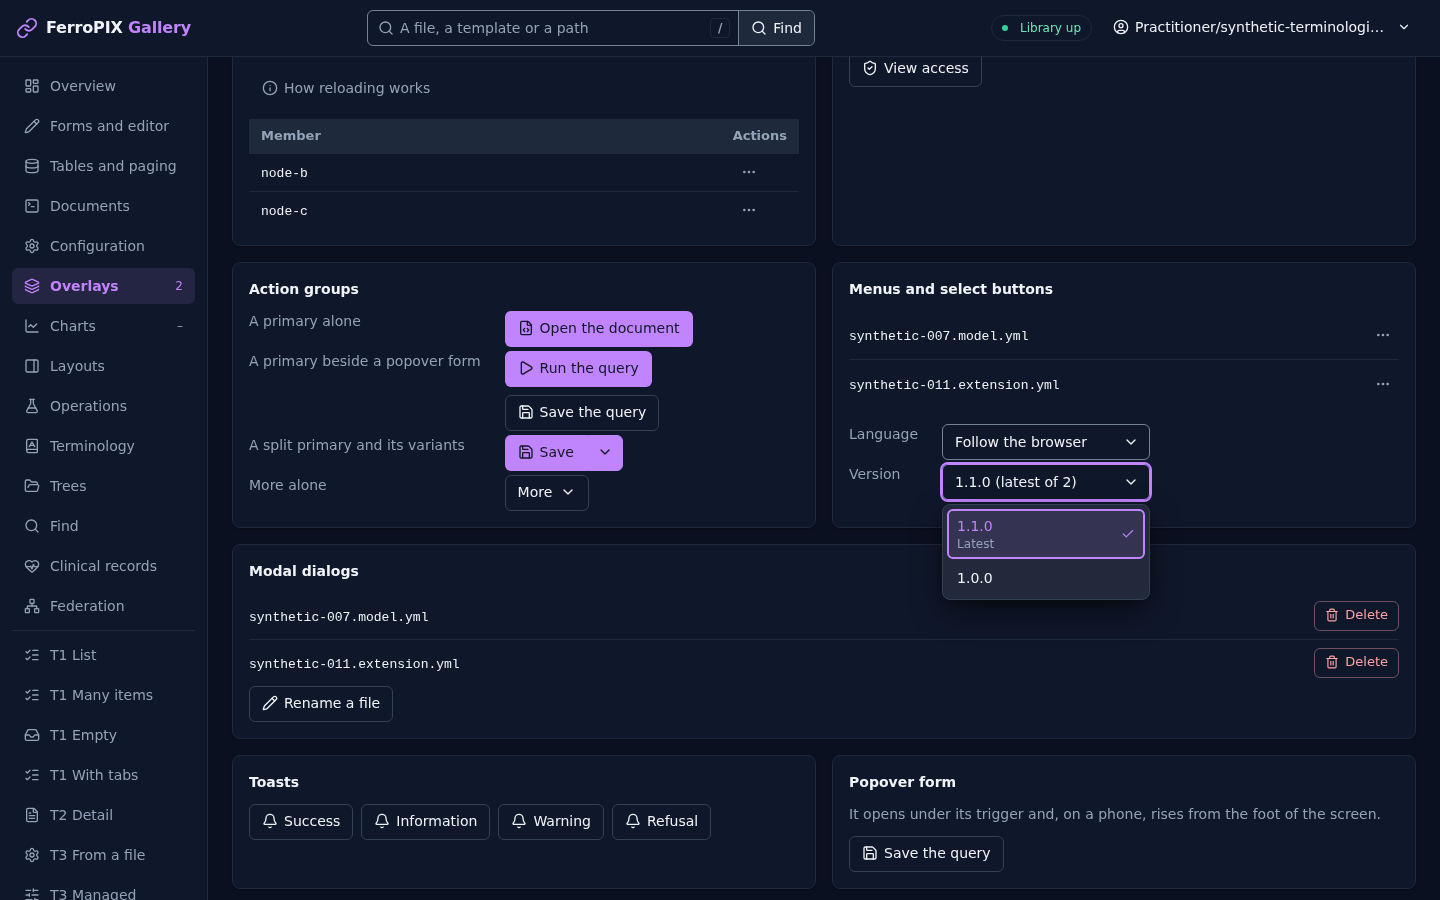 FerroPIX Gallery
A file, a template or a path
/
Find
Library up
Practitioner/synthetic-terminologi...
Overview
Forms and editor
Tables and paging
Documents
Configuration
Overlays 2
Charts –
Layouts
Operations
Terminology
Trees
Find
Clinical records
Federation
T1 List
T1 Many items
T1 Empty
T1 With tabs
T2 Detail
T3 From a file
T3 Managed
How reloading works
Member Actions
node-b
node-c
View access
Action groups
A primary alone
Open the document
A primary beside a popover form
Run the query
Save the query
A split primary and its variants
Save
More alone
More
Menus and select buttons
synthetic-007.model.yml
synthetic-011.extension.yml
Language
Follow the browser
Version
1.1.0 (latest of 2)
1.1.0
Latest
1.0.0
Modal dialogs
synthetic-007.model.yml
Delete
synthetic-011.extension.yml
Delete
Rename a file
Toasts
Success
Information
Warning
Refusal
Popover form
It opens under its trigger and, on a phone, rises from the foot of the screen.
Save the query